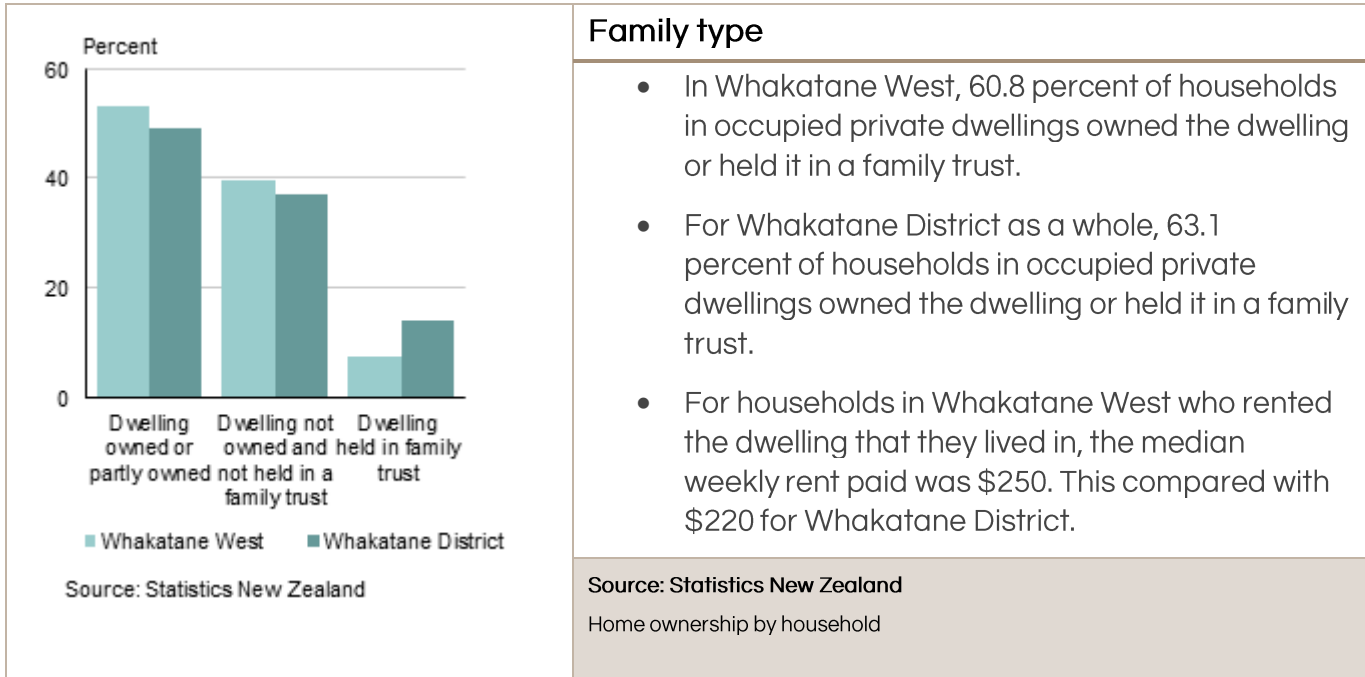 Percent
60
40
20
0
Dwelling owned or partly owned
Dwelling not owned and not held in a family trust
Dwelling held in family trust
Whakatane West
Whakatane District
Source: Statistics New Zealand
Family type
• In Whakatane West, 60.8 percent of households
in occupied private dwellings owned the dwelling
or held it in a family trust.
• For Whakatane District as a whole, 63.1
percent of households in occupied private
dwellings owned the dwelling or held it in a family
trust.
• For households in Whakatane West who rented
the dwelling that they lived in, the median
weekly rent paid was $250. This compared with
$220 for Whakatane District.
Source: Statistics New Zealand
Home ownership by household